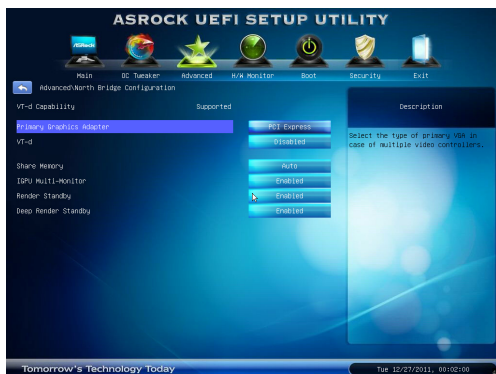 ASROCK UEFI SETUP UTILITY
ASRock
Main OC Tweaker Advanced H/W Monitor Boot Security Exit
Advanced\North Bridge Configuration
Description
VT-d Capability Supported
Primary Graphics Adapter PCI Express
Select the type of primary VGA in
case of multiple video controllers.
VT-d Disabled
Share Memory Auto
IGPU Multi-Monitor Enabled
Render Standby Enabled
Deep Render Standby Enabled
Tomorrow's Technology Today
Tue 12/27/2011, 00:02:00